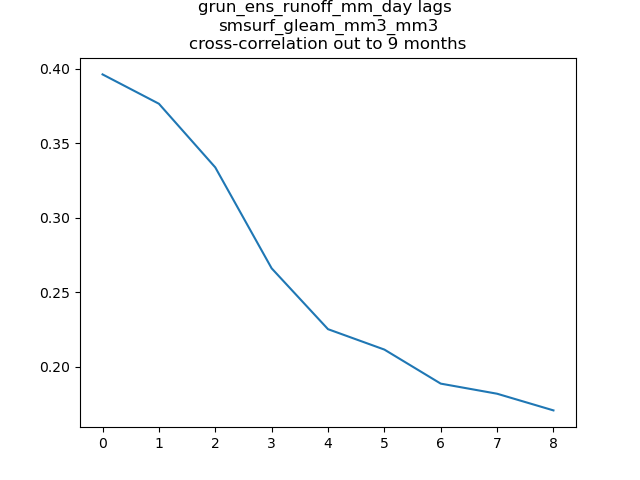 grun_ens_runoff_mm_day lags
smsurf_gleam_mm3_mm3
cross-correlation out to 9 months
0.40
0.35
0.30
0.25
0.20
0 1 2 3 4 5 6 7 8